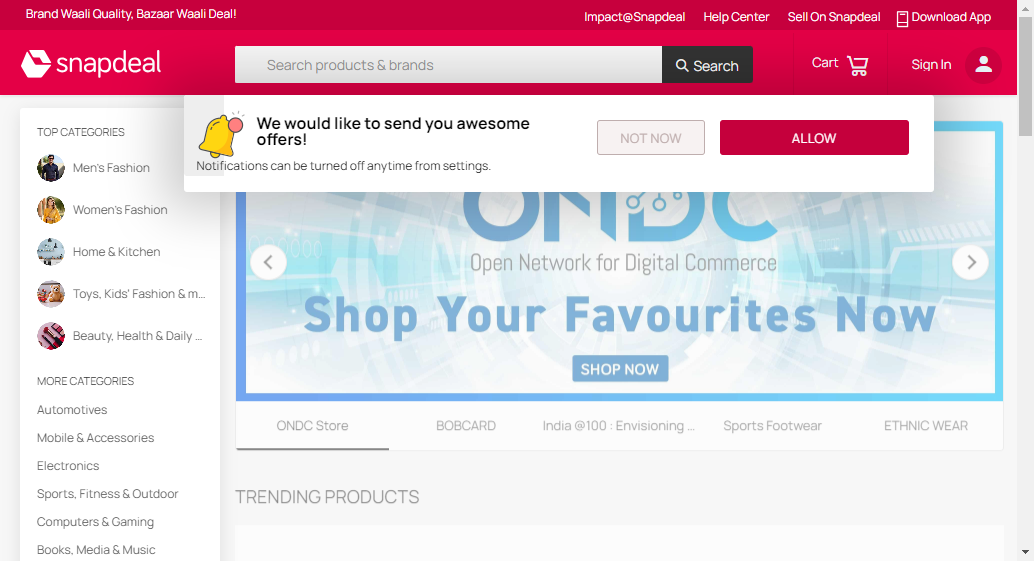 Brand Waali Quality, Bazaar Waali Deal!
Impact@Snapdeal Help Center Sell On Snapdeal Download App
snapdeal
Search products & brands
Search
Cart
Sign In
We would like to send you awesome
offers!
Notifications can be turned off anytime from settings.
NOT NOW
ALLOW
TOP CATEGORIES
Men's Fashion
Women's Fashion
Home & Kitchen
Toys, Kids' Fashion & m...
Beauty, Health & Daily ...
MORE CATEGORIES
Automotives
Mobile & Accessories
Electronics
Sports, Fitness & Outdoor
Computers & Gaming
Books, Media & Music
ONDC
Open Network for Digital Commerce
Shop Your Favourites Now
SHOP NOW
ONDC Store
BOBCARD
India @100 : Envisioning ...
Sports Footwear
ETHNIC WEAR
TRENDING PRODUCTS